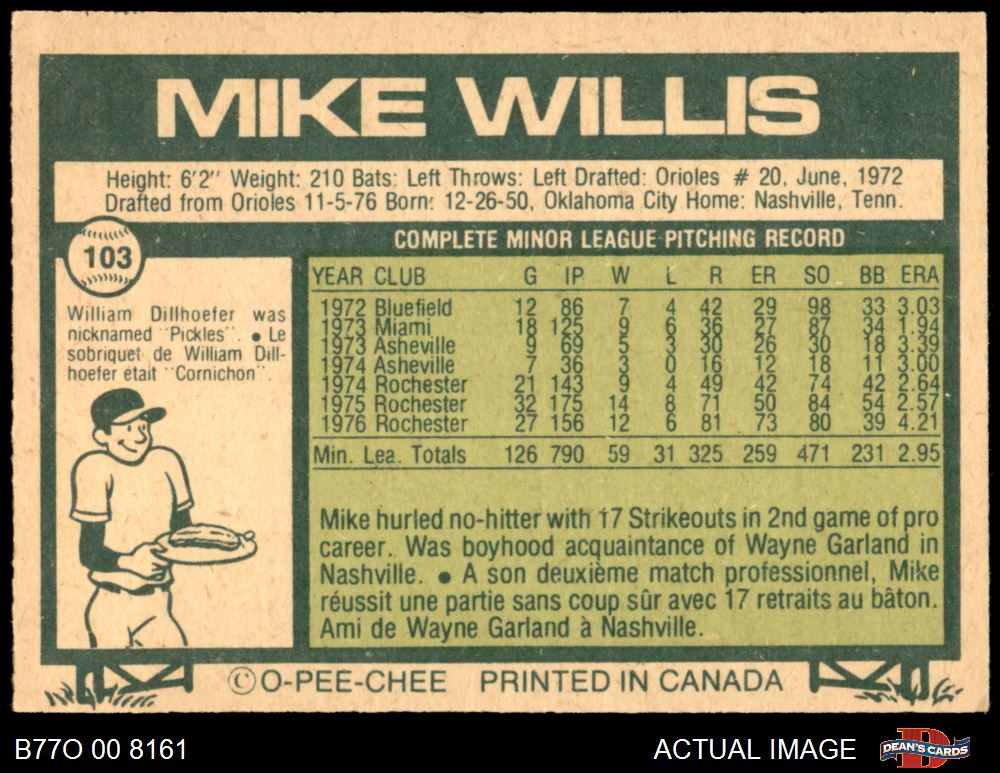 MIKE WILLIS
Height: 6'2" Weight: 210 Bats: Left Throws: Left Drafted: Orioles # 20, June, 1972
Drafted from Orioles 11-5-76 Born: 12-26-50, Oklahoma City Home: Nashville, Tenn.
103
William Dillhoefer was
nicknamed "Pickles". • Le
sobriquet de William Dill-
hoefer était "Cornichon".
COMPLETE MINOR LEAGUE PITCHING RECORD
YEAR CLUB G IP W L R ER SO BB ERA
1972 Bluefield 12 86 7 4 42 29 98 33 3.03
1973 Miami 18 125 9 6 36 27 87 34 1.94
1973 Asheville 9 69 5 3 30 26 30 18 3.39
1974 Asheville 7 36 3 0 16 12 18 11 3.00
1974 Rochester 21 143 9 4 49 42 74 42 2.64
1975 Rochester 32 175 14 8 71 50 84 54 2.57
1976 Rochester 27 156 12 6 81 73 80 39 4.21
Min. Lea. Totals 126 790 59 31 325 259 471 231 2.95
Mike hurled no-hitter with 17 Strikeouts in 2nd game of pro
career. Was boyhood acquaintance of Wayne Garland in
Nashville. • A son deuxième match professionnel, Mike
réussit une partie sans coup sûr avec 17 retraits au bâton.
Ami de Wayne Garland à Nashville.
© O-PEE-CHEE PRINTED IN CANADA
B77O 00 8161
ACTUAL IMAGE
DEAN'S CARDS